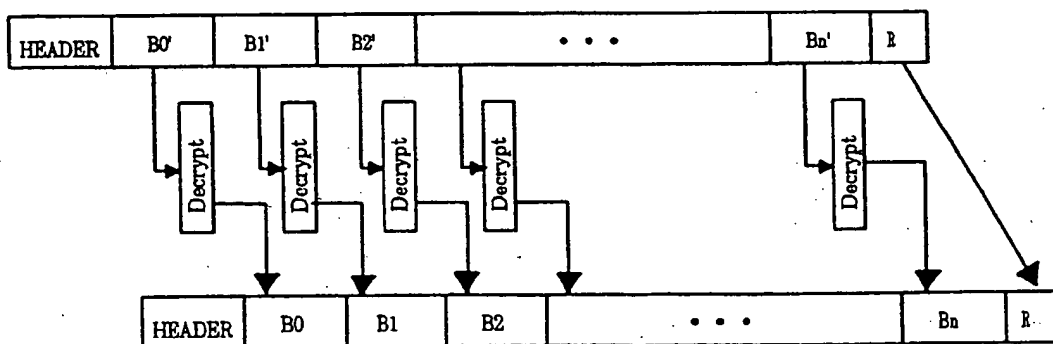 HEADER B0' B1' B2' • • • Bn' R
Decrypt Decrypt Decrypt Decrypt Decrypt
HEADER B0 B1 B2 • • • Bn R